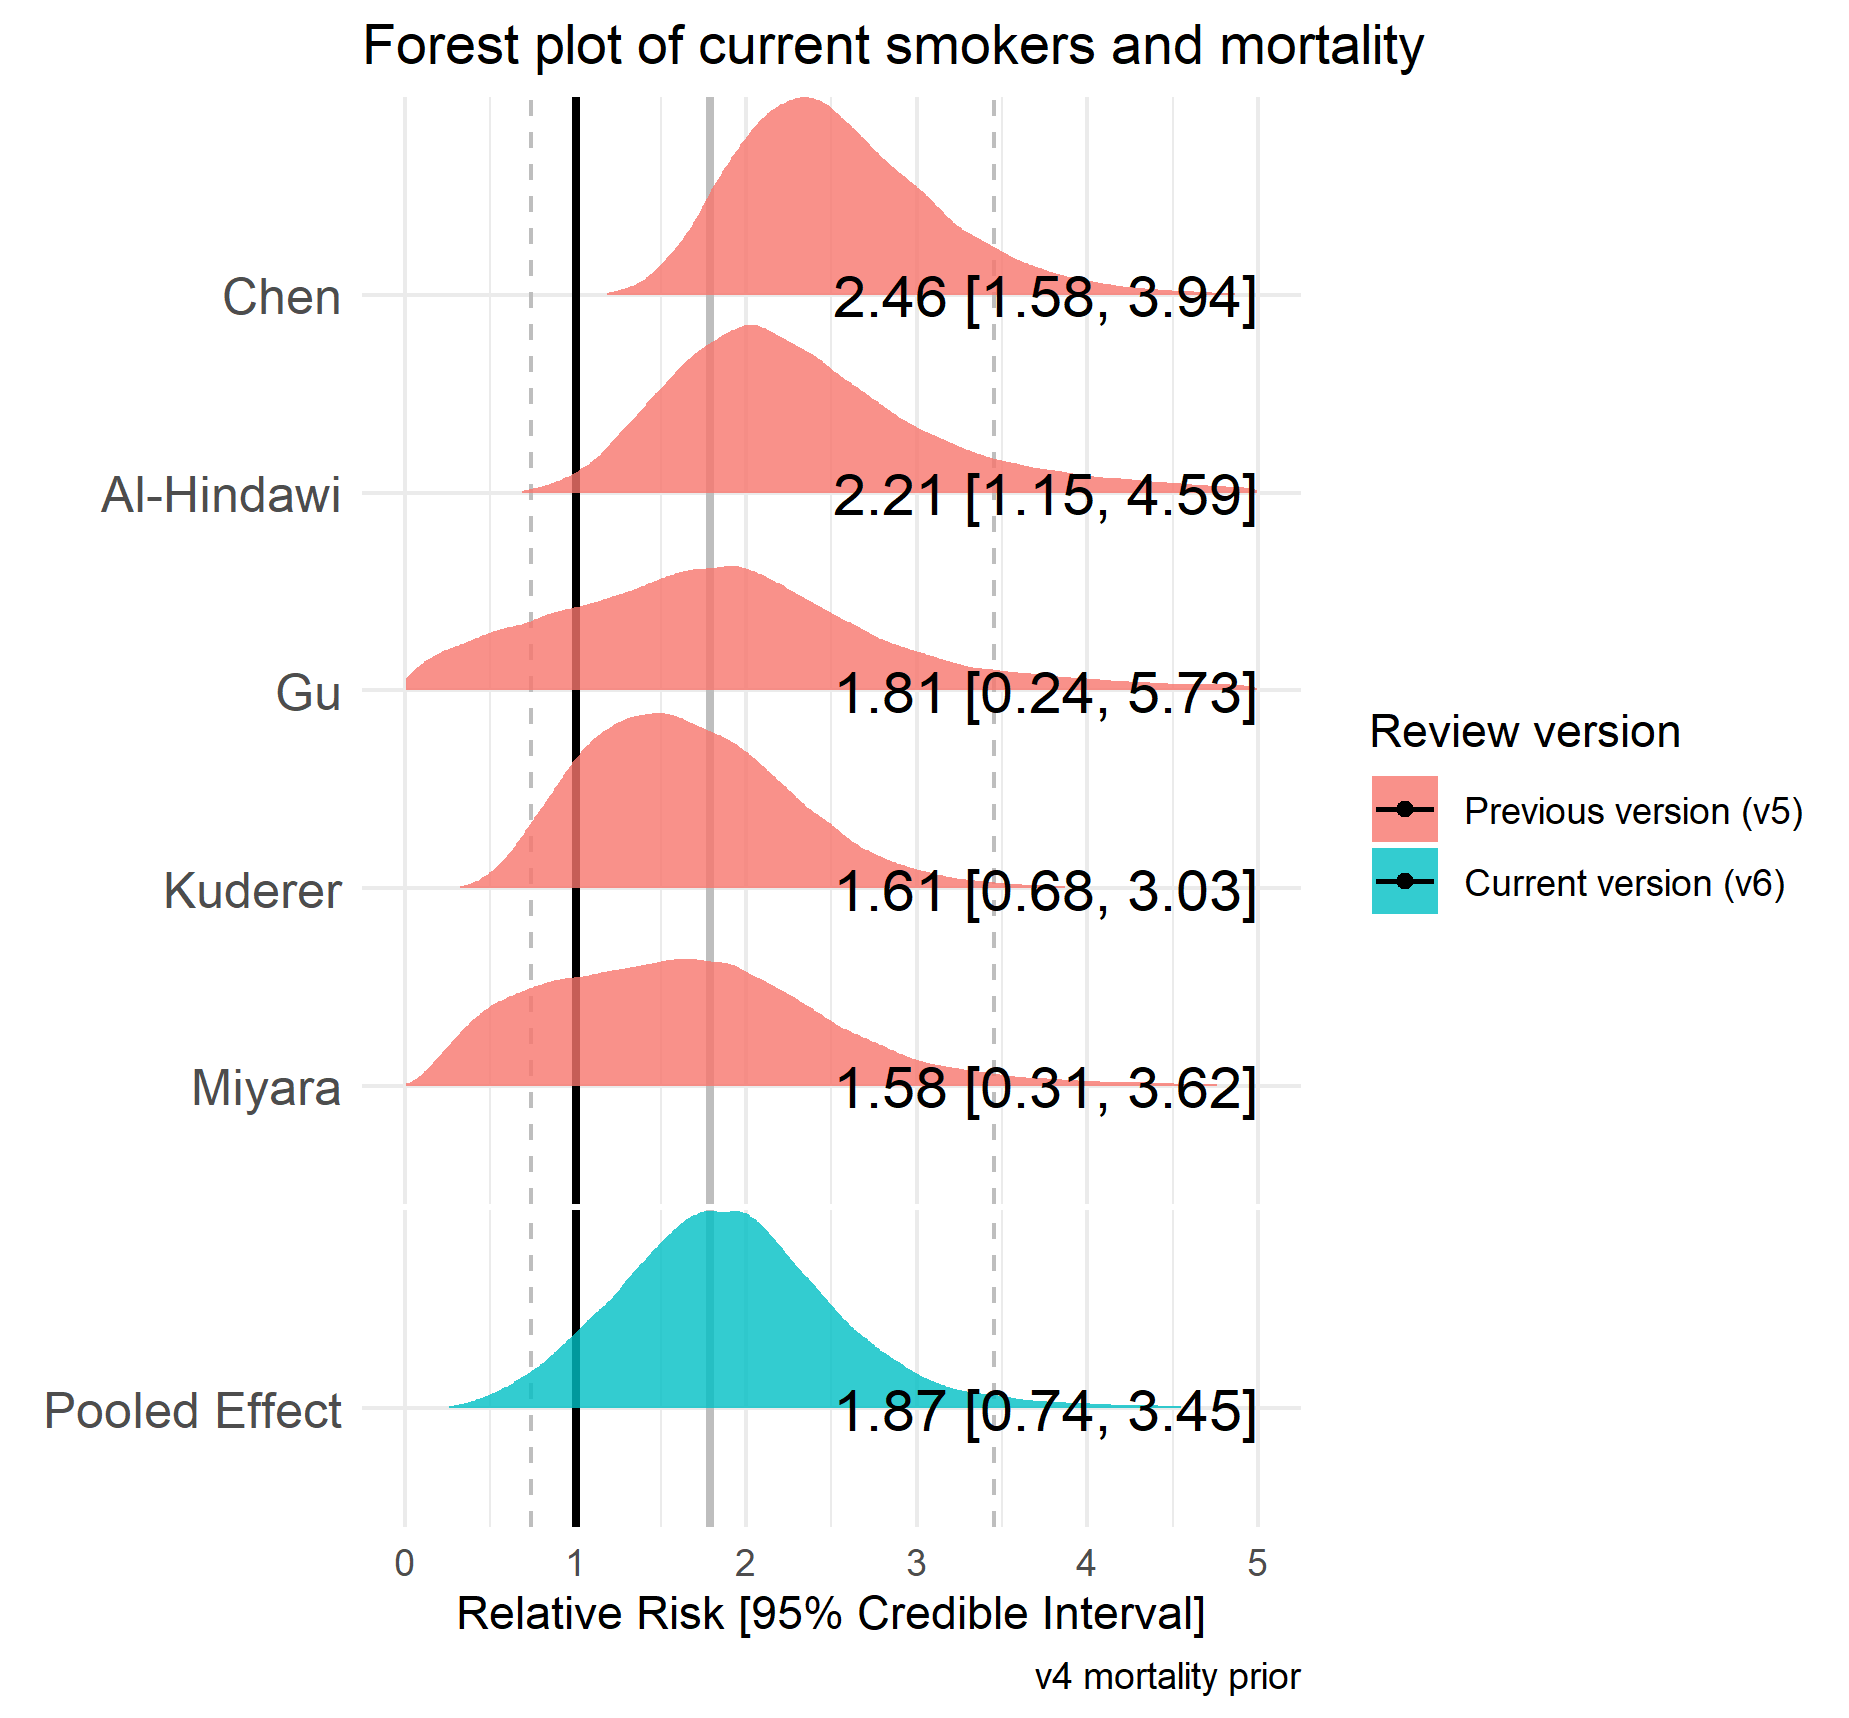 Forest plot of current smokers and mortality
Chen
2.46 [1.58, 3.94]
Al-Hindawi
2.21 [1.15, 4.59]
Gu
1.81 [0.24, 5.73]
Kuderer
1.61 [0.68, 3.03]
Miyara
1.58 [0.31, 3.62]
Pooled Effect
1.87 [0.74, 3.45]
0 1 2 3 4 5
Relative Risk [95% Credible Interval]
v4 mortality prior
Review version
Previous version (v5)
Current version (v6)